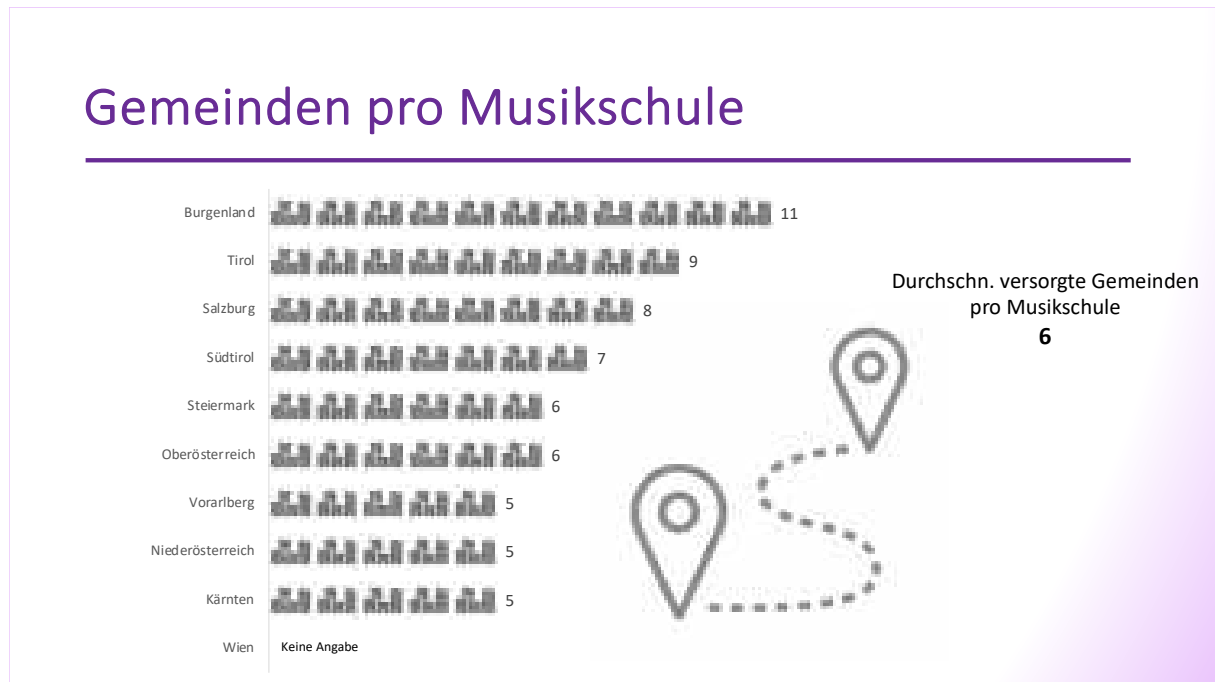 Gemeinden pro Musikschule
Burgenland 11
Tirol 9
Salzburg 8
Südtirol 7
Steiermark 6
Oberösterreich 6
Vorarlberg 5
Niederösterreich 5
Kärnten 5
Wien Keine Angabe
Durchschn. versorgte Gemeinden
pro Musikschule
6